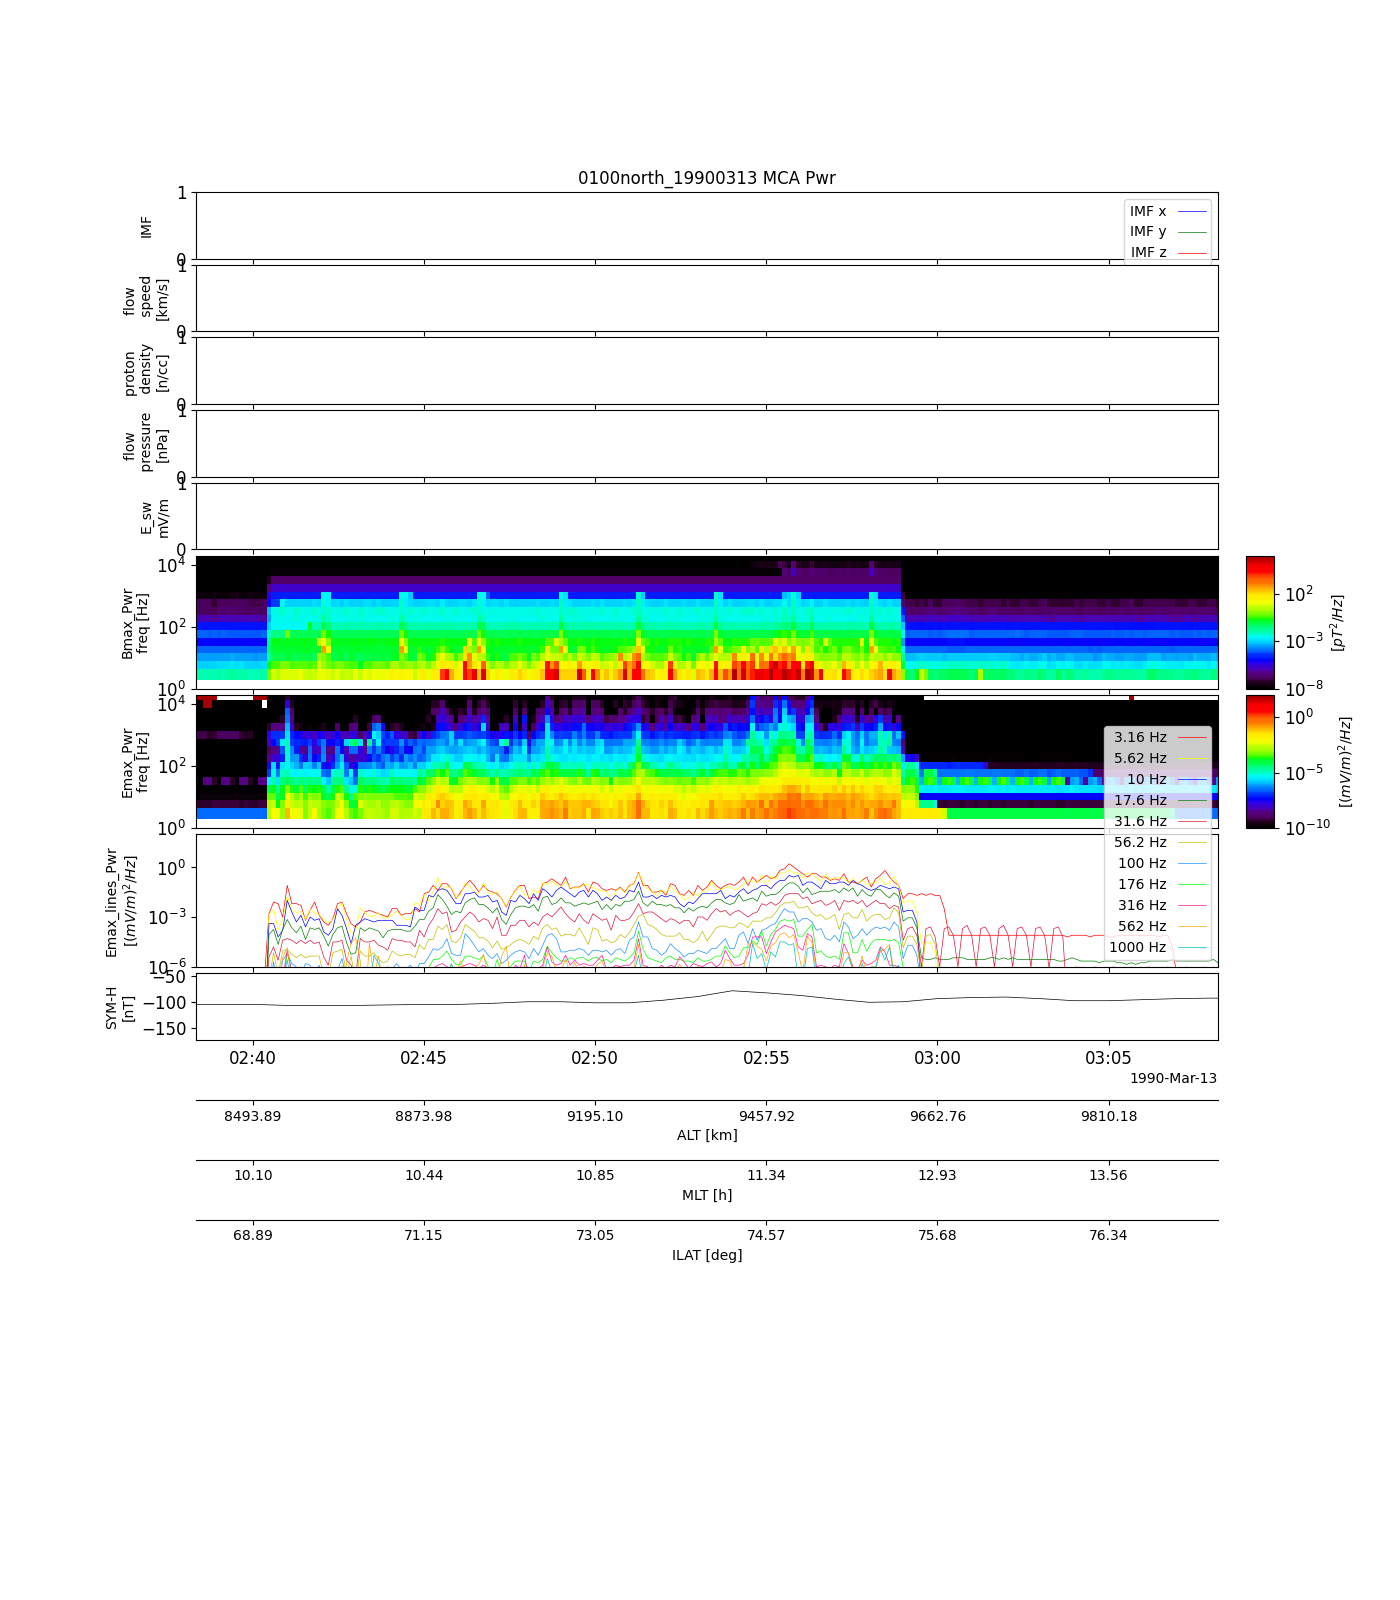 0100north_19900313 MCA Pwr
1
0
IMF
IMF x
IMF y
IMF z
1
0
flow
speed
[km/s]
1
0
proton
density
[n/cc]
1
0
flow
pressure
[nPa]
1
0
E_sw
mV/m
10^4
10^2
10^0
Bmax_Pwr
freq [Hz]
10^2
10^-3
10^-8
[pT^2/Hz]
10^4
10^2
10^0
Emax_Pwr
freq [Hz]
10^0
10^-5
10^-10
[(mV/m)^2/Hz]
3.16 Hz
5.62 Hz
10 Hz
17.6 Hz
31.6 Hz
56.2 Hz
100 Hz
176 Hz
316 Hz
562 Hz
1000 Hz
10^0
10^-3
10^-6
Emax_lines_Pwr
[(mV/m)^2/Hz]
−50
−100
−150
SYM-H
[nT]
02:40 02:45 02:50 02:55 03:00 03:05
1990-Mar-13
8493.89 8873.98 9195.10 9457.92 9662.76 9810.18
ALT [km]
10.10 10.44 10.85 11.34 12.93 13.56
MLT [h]
68.89 71.15 73.05 74.57 75.68 76.34
ILAT [deg]